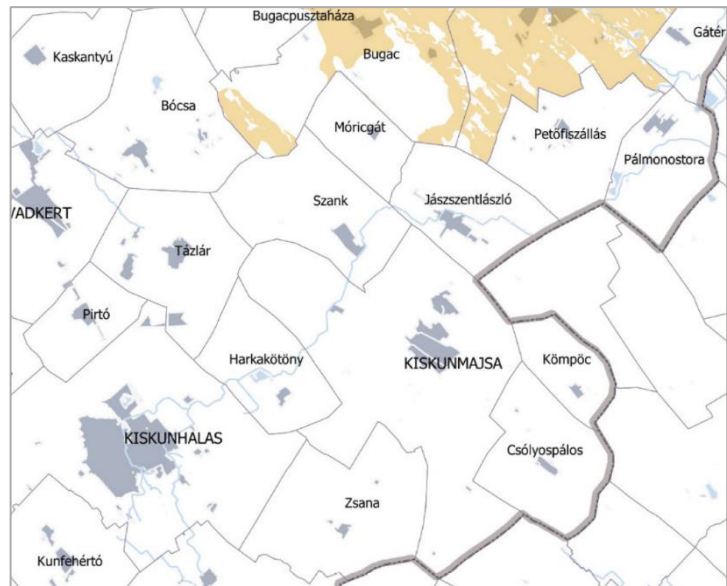 Bugacpusztaháza
Gátér
Kaskantyú
Bugac
Bócsa
Móricgát
Petőfiszállás
Pálmonostora
Szank
Jászszentlászló
VADKERT
Tázlár
Pirtó
Harkakötöny
KISKUNMAJSA
Kömpöc
KISKUNHALAS
Csólyospálos
Zsana
Kunfehértó